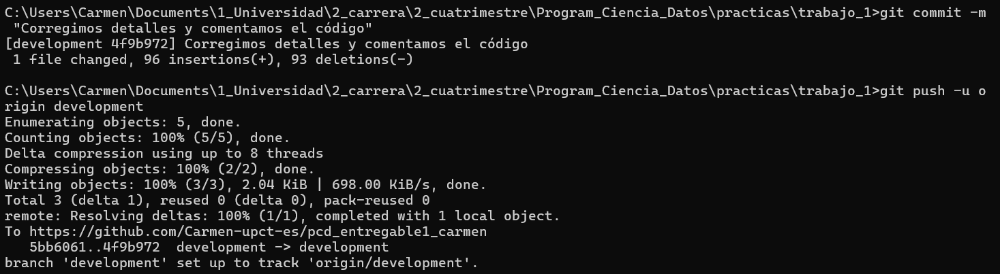 C:\Users\Carmen\Documents\1_Universidad\2_carrera\2_cuatrimestre\Program_Ciencia_Datos\practicas\trabajo_1>git commit -m
 "Corregimos detalles y comentamos el código"
[development 4f9b972] Corregimos detalles y comentamos el código
 1 file changed, 96 insertions(+), 93 deletions(-)

C:\Users\Carmen\Documents\1_Universidad\2_carrera\2_cuatrimestre\Program_Ciencia_Datos\practicas\trabajo_1>git push -u o
rigin development
Enumerating objects: 5, done.
Counting objects: 100% (5/5), done.
Delta compression using up to 8 threads
Compressing objects: 100% (2/2), done.
Writing objects: 100% (3/3), 2.04 KiB | 698.00 KiB/s, done.
Total 3 (delta 1), reused 0 (delta 0), pack-reused 0
remote: Resolving deltas: 100% (1/1), completed with 1 local object.
To https://github.com/Carmen-upct-es/pcd_entregable1_carmen
   5bb6061..4f9b972  development -> development
branch 'development' set up to track 'origin/development'.